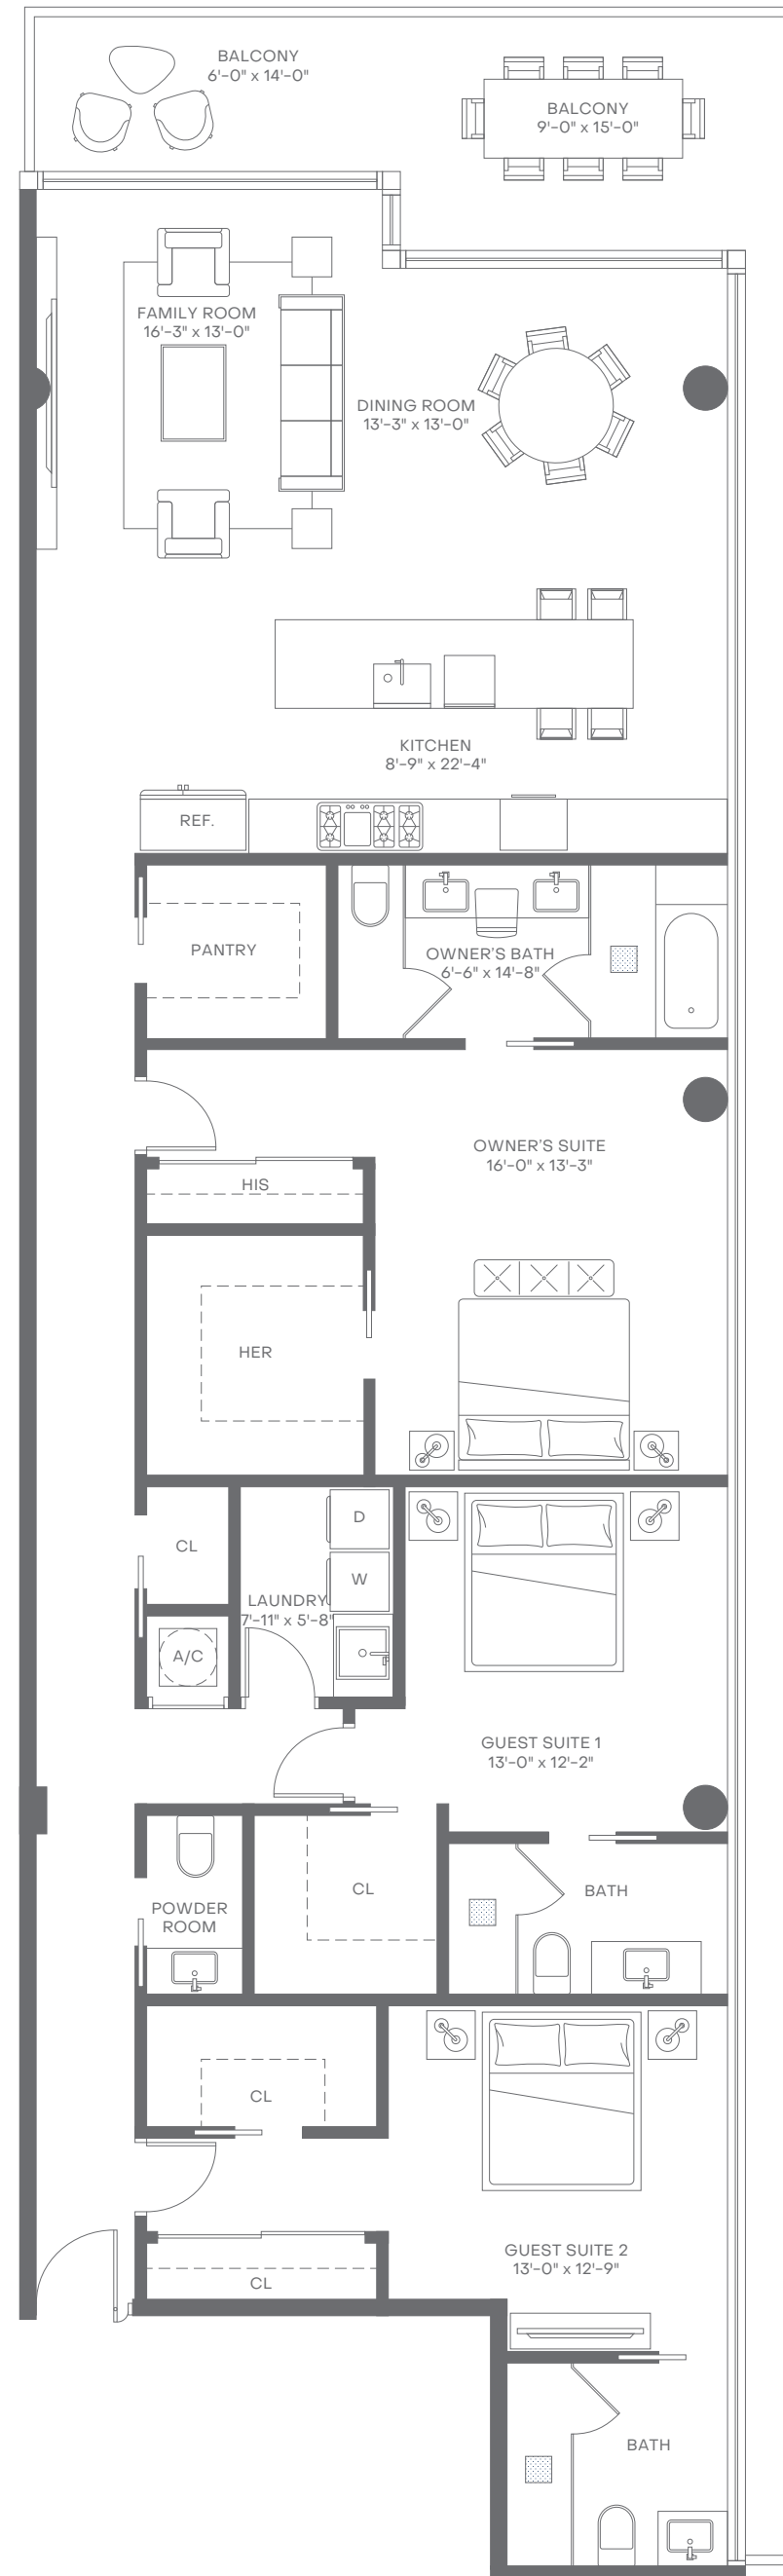 BALCONY
6'-0" x 14'-0"
BALCONY
9'-0" x 15'-0"
FAMILY ROOM
16'-3" x 13'-0"
DINING ROOM
13'-3" x 13'-0"
KITCHEN
8'-9" x 22'-4"
REF.
PANTRY
OWNER'S BATH
6'-6" x 14'-8"
OWNER'S SUITE
16'-0" x 13'-3"
HIS
HER
CL
D
W
LAUNDRY
7'-11" x 5'-8"
A/C
GUEST SUITE 1
13'-0" x 12'-2"
CL
BATH
POWDER
ROOM
CL
GUEST SUITE 2
13'-0" x 12'-9"
CL
BATH